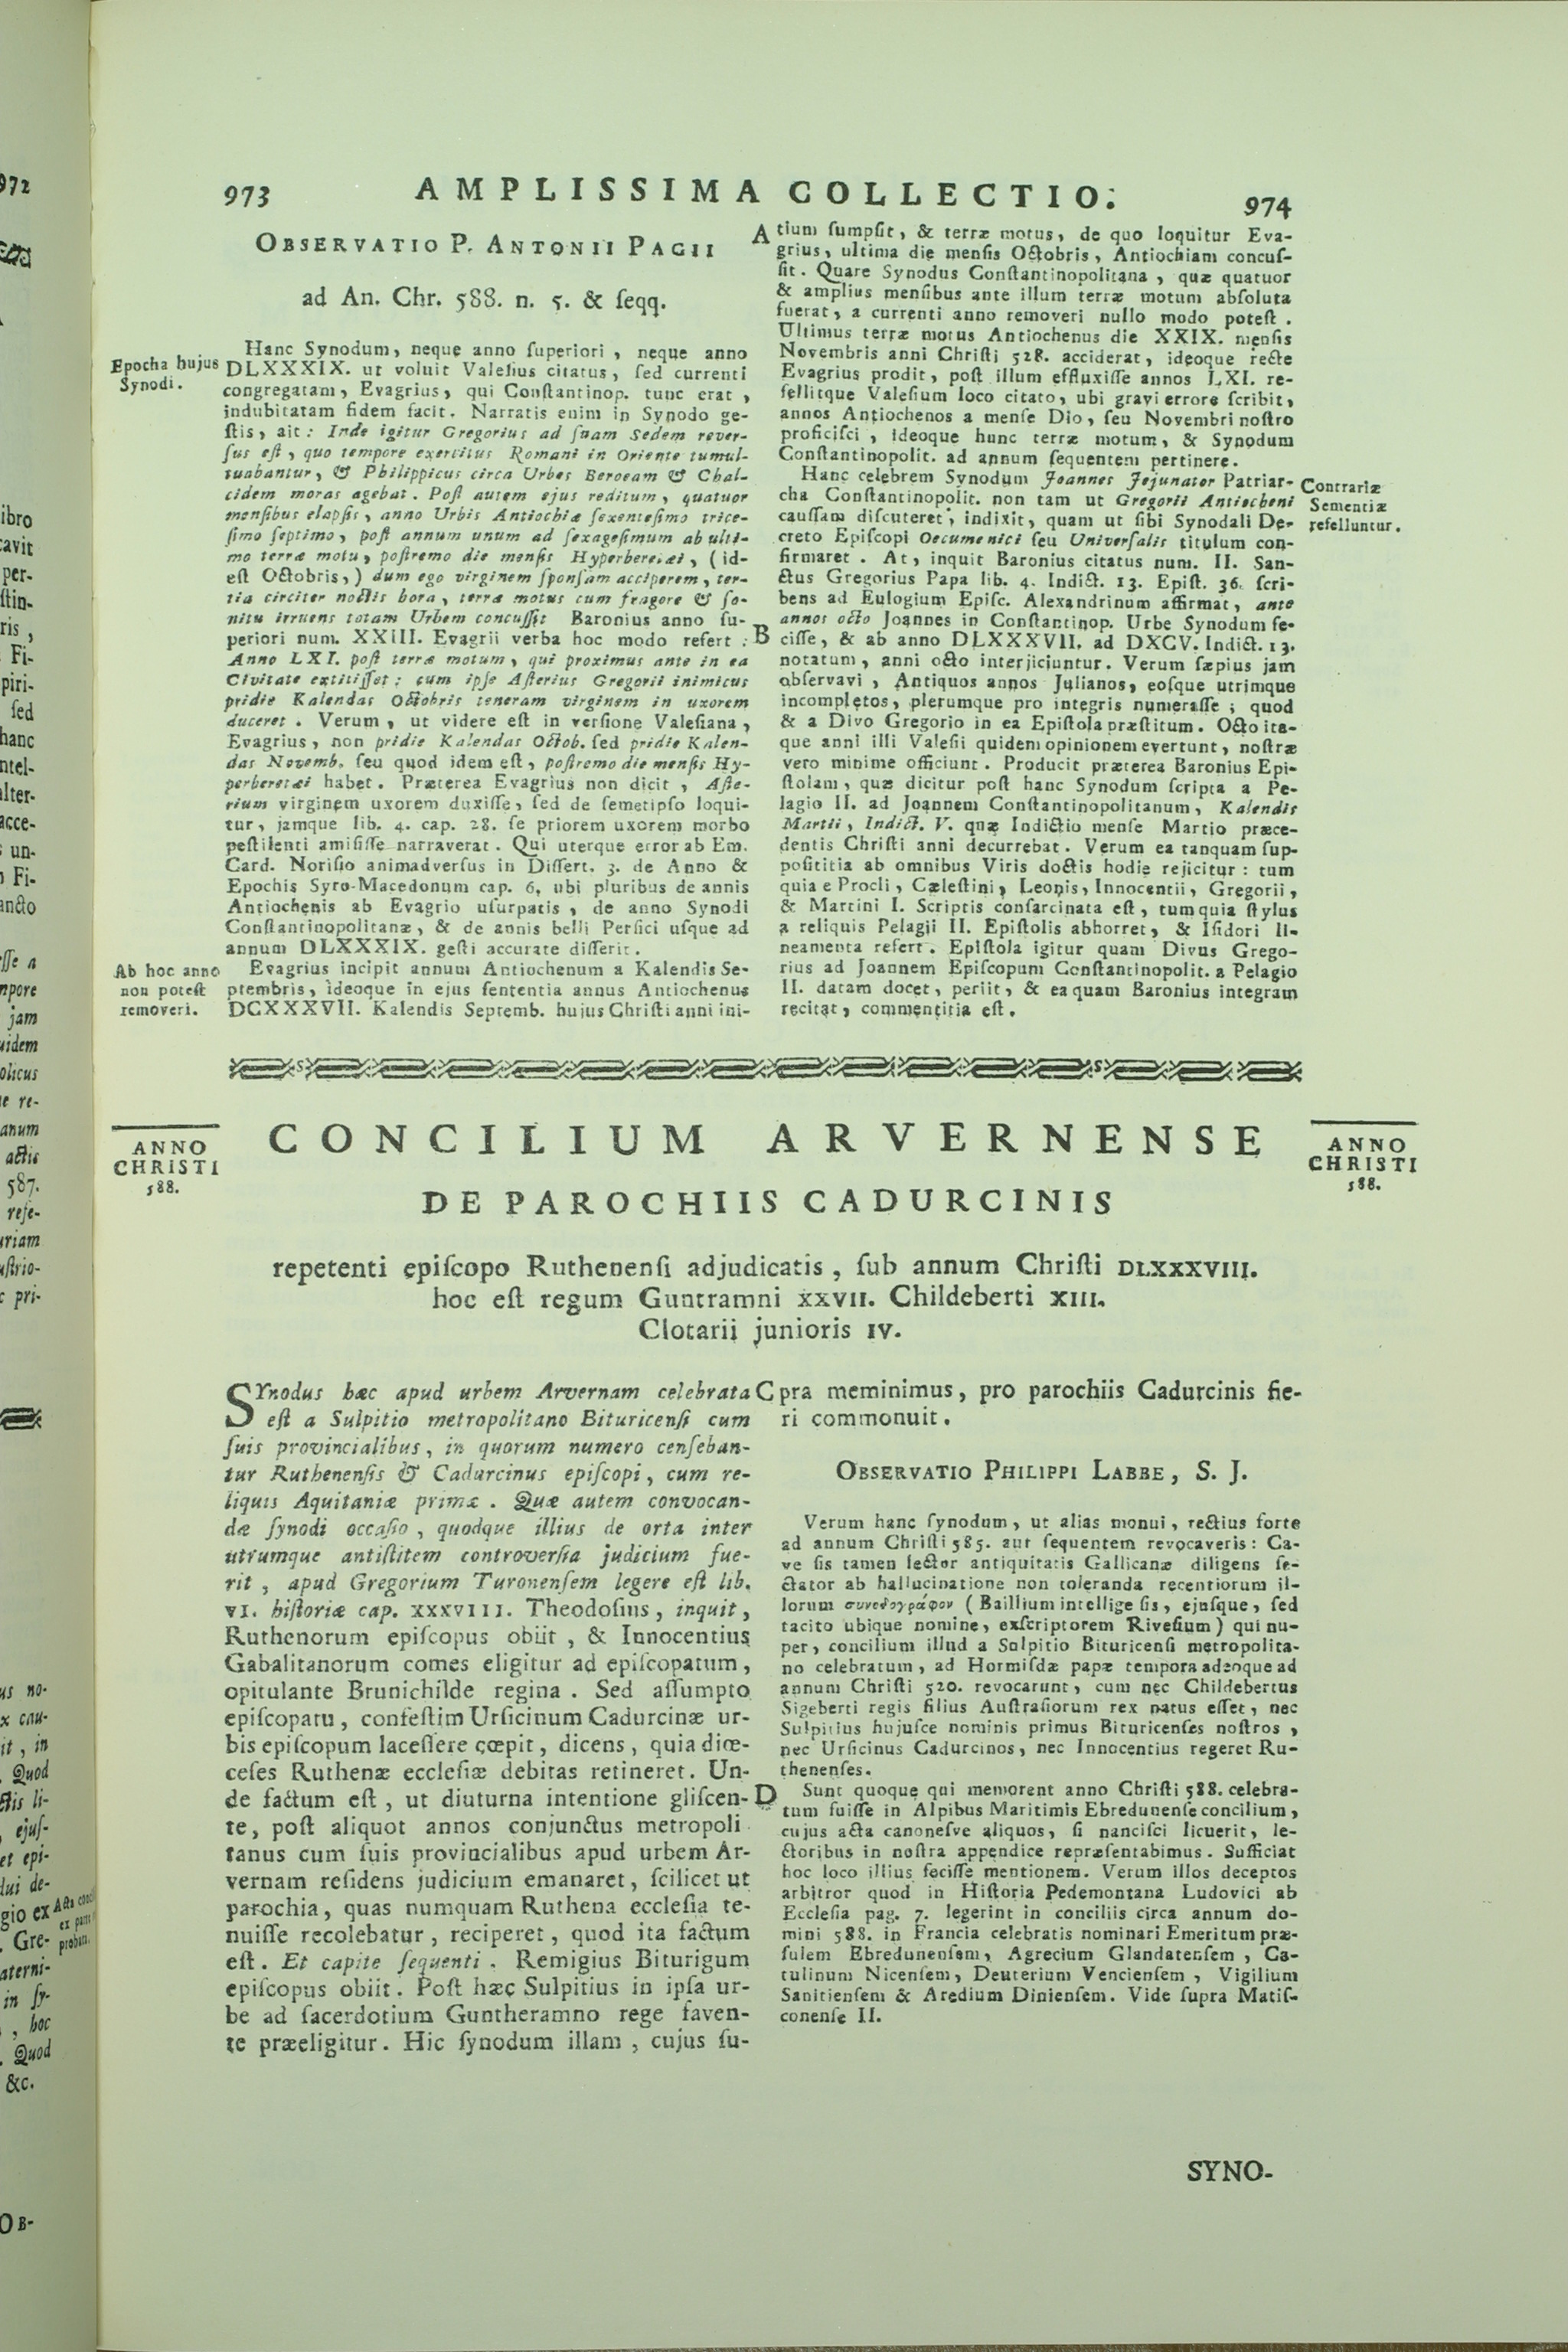 973
AMPLISSIMA COLLECTIO.
974
OBSERVATIO P. ANTONII PAGII
ad An. Chr. 588. n. 5. & ſeqq.
Epocha hujus
Synodi.
Hanc Synodum, neque anno ſuperiori, neque anno
DLXXXIX. ut voluit Valeſius citatus, ſed currenti
congregatam, Evagrius, qui Conſtantinop. tunc erat,
indubitatam fidem facit. Narratis enim in Synodo ge-
ſtis, ait: Inde igitur Gregorius ad ſuam Sedem rever-
ſus eſt, quo tempore exercitus Romani in Oriente tumul-
tuabantur, & Philippicus circa Urbes Beroeam & Chal-
cidem moras agebat. Poſt autem ejus reditum, quatuor
menſibus elapſis, anno Urbis Antiochiæ ſexenteſimo trice-
ſimo ſeptimo, poſt annum unum ad ſexageſimum ab ulti-
mo terræ motu, poſtremo die menſis Hyperberetæi, (id-
eſt Octobris,) dum ego virginem ſponſam acciperem, ter-
tia circiter noctis hora, terræ motus cum fragore & ſo-
nitu irruens totam Urbem concuſſit Baronius anno ſu-
periori num. XXIII. Evagrii verba hoc modo refert:
Anno LXI. poſt terræ motum, qui proximus ante in ea
Civitate extitiſſet: cum ipſe Aſterius Gregorii inimicus
pridie Kalendas Octobris teneram virginem in uxorem
duceret. Verum, ut videre eſt in verſione Valeſiana,
Evagrius, non pridie Kalendas Octob. ſed pridie Kalen-
das Novemb. ſeu quod idem eſt, poſtremo die menſis Hy-
perberetæi habet. Præterea Evagrius non dicit, Aſte-
rium virginem uxorem duxiſſe, ſed de ſemetipſo loqui-
tur, jamque lib. 4. cap. 28. ſe priorem uxorem morbo
peſtilenti amiſiſſe narraverat. Qui uterque error ab Em.
Card. Noriſio animadverſus in Diſſert. 3. de Anno &
Epochis Syro-Macedonum cap. 6. ubi pluribus de annis
Antiochenis ab Evagrio uſurpatis, de anno Synodi
Conſtantinopolitanæ, & de annis belli Perſici uſque ad
annum DLXXXIX. geſti accurate diſſerit.
Ab hoc anno
non poteſt
removeri.
Evagrius incipit annum Antiochenum a Kalendis Se-
ptembris, ideoque in ejus ſententia annus Antiochenus
DCXXXVII. Kalendis Septemb. hujus Chriſti anni ini-
A tium ſumpſit, & terræ motus, de quo loquitur Eva-
grius, ultima die menſis Octobris, Antiochiam concuſ-
ſit. Quare Synodus Conſtantinopolitana, quæ quatuor
& amplius menſibus ante illum terræ motum abſoluta
fuerat, a currenti anno removeri nullo modo poteſt.
Ultimus terræ motus Antiochenus die XXIX. menſis
Novembris anni Chriſti 528. acciderat, ideoque recte
Evagrius prodit, poſt illum effluxiſſe annos LXI. re-
fellitque Valeſium loco citato, ubi gravi errore ſcribit,
annos Antiochenos a menſe Dio, ſeu Novembri noſtro
proficiſci, ideoque hunc terræ motum, & Synodum
Conſtantinopolit. ad annum ſequentem pertinere.
Contrariæ
Sementiæ
refelluntur.
Hanc celebrem Synodum Joannes Jejunator Patriar-
cha Conſtantinopolit. non tam ut Gregorii Antiocheni
cauſſam diſcuteret, indixit, quam ut ſibi Synodali De-
creto Epiſcopi Oecumenici ſeu Univerſalis titulum con-
firmaret. At, inquit Baronius citatus num. II. San-
ctus Gregorius Papa lib. 4. Indict. 13. Epiſt. 36. ſcri-
bens ad Eulogium Epiſc. Alexandrinum affirmat, ante
annos octo Joannes in Conſtantinop. Urbe Synodum fe-
B ciſſe, & ab anno DLXXXVII. ad DXCV. Indict. 13.
notatum, anni octo interjiciuntur. Verum ſæpius jam
obſervavi, Antiquos annos Julianos, eoſque utrimque
incompletos, plerumque pro integris numeraſſe; quod
& a Divo Gregorio in ea Epiſtola præſtitum. Octo ita-
que anni illi Valeſii quidem opinionem evertunt, noſtræ
vero minime officiunt. Producit præterea Baronius Epi-
ſtolam, quæ dicitur poſt hanc Synodum ſcripta a Pe-
lagio II. ad Joannem Conſtantinopolitanum, Kalendis
Martii, Indict. V. quæ Indictio menſe Martio præce-
dentis Chriſti anni decurrebat. Verum ea tanquam ſup-
poſititia ab omnibus Viris doctis hodie rejicitur: tum
quia e Procli, Cæleſtini, Leonis, Innocentii, Gregorii,
& Martini I. Scriptis conſarcinata eſt, tum quia ſtylus
a reliquis Pelagii II. Epiſtolis abhorret, & Iſidori li-
neamenta refert. Epiſtola igitur quam Divus Grego-
rius ad Joannem Epiſcopum Conſtantinopolit. a Pelagio
II. datam docet, periit, & ea quam Baronius integram
recitat, commentitia eſt.
ANNO
CHRISTI
588.
CONCILIUM ARVERNENSE
ANNO
CHRISTI
588.
DE PAROCHIIS CADURCINIS
repetenti epiſcopo Ruthenenſi adjudicatis, ſub annum Chriſti DLXXXVIII.
hoc eſt regum Guntramni XXVII. Childeberti XIII.
Clotarii junioris IV.
SYnodus hæc apud urbem Arvernam celebrata
eſt a Sulpitio metropolitano Bituricenſi cum
ſuis provincialibus, in quorum numero cenſeban-
tur Ruthenenſis & Cadurcinus epiſcopi, cum re-
liquis Aquitaniæ primæ. Quæ autem convocan-
dæ ſynodi occaſio, quodque illius de orta inter
utrumque antiſtitem controverſia judicium fue-
rit, apud Gregorium Turonenſem legere eſt lib.
VI. hiſtoriæ cap. XXXVIII. Theodoſius, inquit,
Ruthenorum epiſcopus obiit, & Innocentius
Gabalitanorum comes eligitur ad epiſcopatum,
opitulante Brunichilde regina. Sed aſſumpto
epiſcopatu, confeſtim Urſicinum Cadurcinæ ur-
bis epiſcopum laceſſere cœpit, dicens, quia diœ-
ceſes Ruthenæ eccleſiæ debitas retineret. Un-
de factum eſt, ut diuturna intentione gliſcen-
te, poſt aliquot annos conjunctus metropoli
tanus cum ſuis provincialibus apud urbem Ar-
vernam reſidens judicium emanaret, ſcilicet ut
parochia, quas numquam Ruthena eccleſia te-
nuiſſe recolebatur, reciperet, quod ita factum
eſt. Et capite ſequenti. Remigius Biturigum
epiſcopus obiit. Poſt hæc Sulpitius in ipſa ur-
be ad ſacerdotium Guntheramno rege faven-
te præeligitur. Hic ſynodum illam, cujus ſu-
C pra meminimus, pro parochiis Cadurcinis fie-
ri commonuit.
OBSERVATIO PHILIPPI LABBE, S. J.
Verum hanc ſynodum, ut alias monui, rectius forte
ad annum Chriſti 585. aut ſequentem revocaveris: Ca-
ve ſis tamen lector antiquitatis Gallicanæ diligens ſe-
ctator ab hallucinatione non toleranda recentiorum il-
lorum συνεδογράφον (Baillium intellige ſis, ejuſque, ſed
tacito ubique nomine, exſcriptorem Riveſium) qui nu-
per, concilium illud a Sulpitio Bituricenſi metropolita-
no celebratum, ad Hormiſdæ papæ tempora adeoque ad
annum Chriſti 520. revocarunt, cum nec Childebertus
Sigeberti regis filius Auſtraſiorum rex natus eſſet, nec
Sulpitius hujuſce nominis primus Bituricenſes noſtros,
nec Urſicinus Cadurcinos, nec Innocentius regeret Ru-
thenenſes.
D Sunt quoque qui memorent anno Chriſti 588. celebra-
tum fuiſſe in Alpibus Maritimis Ebredunenſe concilium,
cujus acta canoneſve aliquos, ſi nanciſci licuerit, le-
ctoribus in noſtra appendice repræſentabimus. Sufficiat
hoc loco illius feciſſe mentionem. Verum illos deceptos
arbitror quod in Hiſtoria Pedemontana Ludovici ab
Eccleſia pag. 7. legerint in conciliis circa annum do-
mini 588. in Francia celebratis nominari Emeritum præ-
ſulem Ebredunenſem, Agrecium Glandatenſem, Ca-
tulinum Nicenſem, Deuterium Vencienſem, Vigilium
Sanitienſem & Aredium Dinienſem. Vide ſupra Matiſ-
conenſe II.
SYNO-